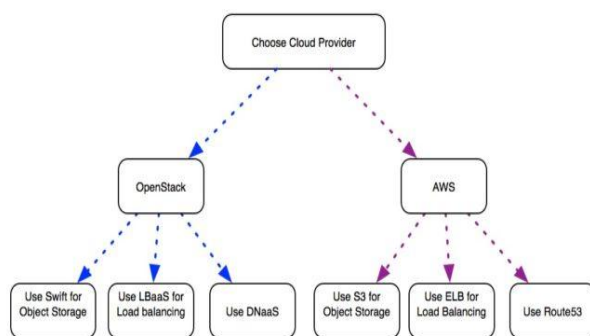 Choose Cloud Provider
OpenStack
AWS
Use Swift for
Object Storage
Use LBaaS for
Load balancing
Use DNaaS
Use S3 for
Object Storage
Use ELB for
Load Balancing
Use Route53